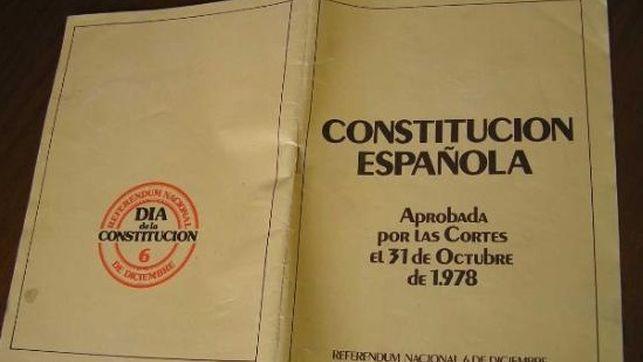 REFERENDUM NACIONAL
DIA
de la
CONSTITUCION
6
DE DICIEMBRE
CONSTITUCION
ESPAÑOLA
APROBADA
POR LAS CORTES
EL 31 DE OCTUBRE
DE 1.978
REFERENDUM NACIONAL 6 DE DICIEMBRE